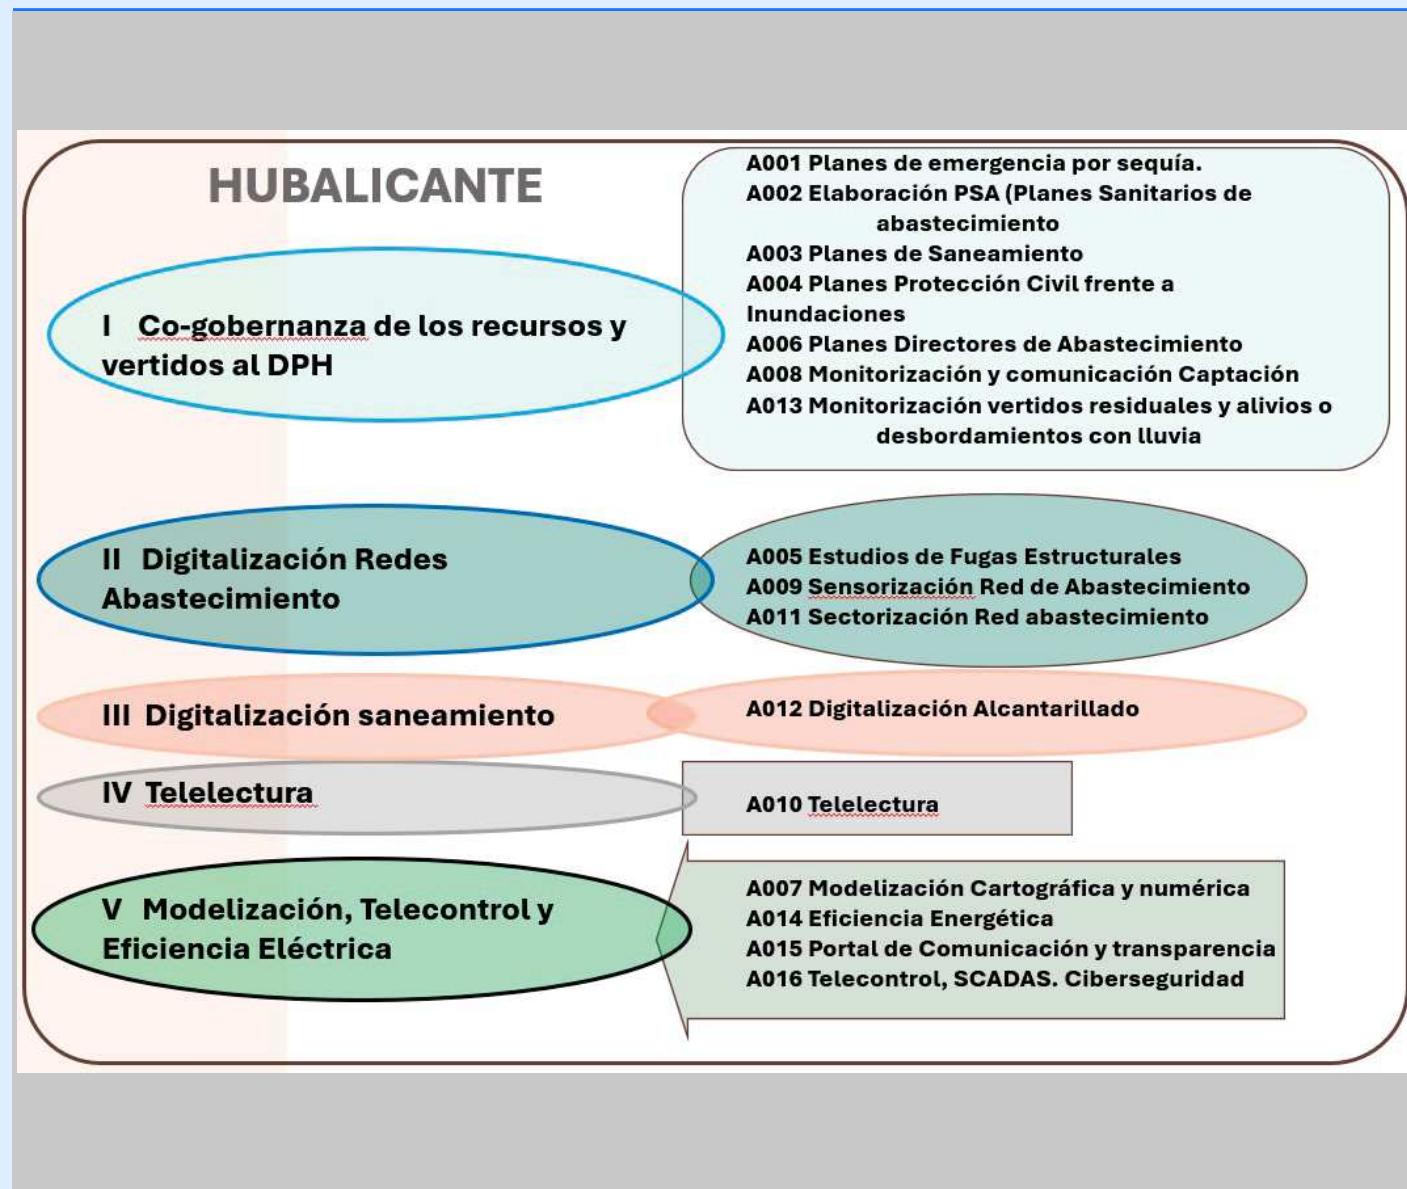 HUBALICANTE
I Co-gobernanza de los recursos y
vertidos al DPH
A001 Planes de emergencia por sequía.
A002 Elaboración PSA (Planes Sanitarios de
abastecimiento
A003 Planes de Saneamiento
A004 Planes Protección Civil frente a
Inundaciones
A006 Planes Directores de Abastecimiento
A008 Monitorización y comunicación Captación
A013 Monitorización vertidos residuales y alivios o
desbordamientos con lluvia
II Digitalización Redes
Abastecimiento
A005 Estudios de Fugas Estructurales
A009 Sensorización Red de Abastecimiento
A011 Sectorización Red abastecimiento
III Digitalización saneamiento
A012 Digitalización Alcantarillado
IV Telelectura
A010 Telelectura
V Modelización, Telecontrol y
Eficiencia Eléctrica
A007 Modelización Cartográfica y numérica
A014 Eficiencia Energética
A015 Portal de Comunicación y transparencia
A016 Telecontrol, SCADAS. Ciberseguridad